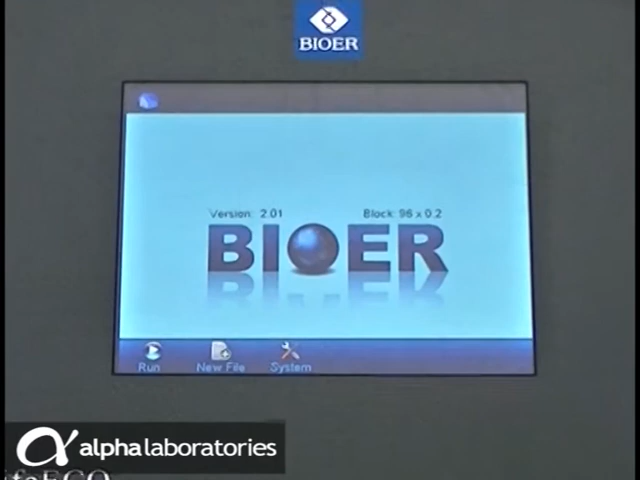 BIOER
Version: 2.01 Block: 96 x 0.2
BIOER
Run New File System
alphalaboratories